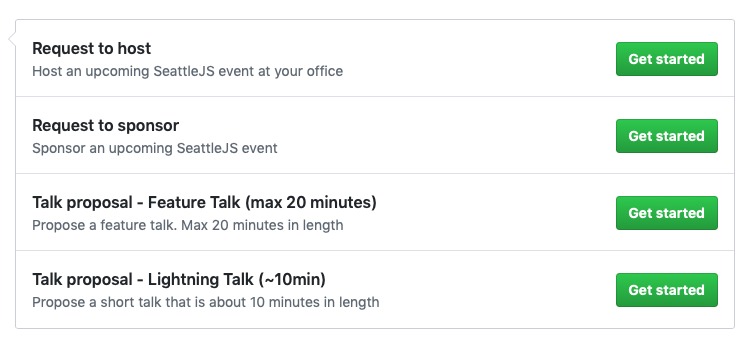 Request to host
Host an upcoming SeattleJS event at your office
Get started
Request to sponsor
Sponsor an upcoming SeattleJS event
Get started
Talk proposal - Feature Talk (max 20 minutes)
Propose a feature talk. Max 20 minutes in length
Get started
Talk proposal - Lightning Talk (~10min)
Propose a short talk that is about 10 minutes in length
Get started